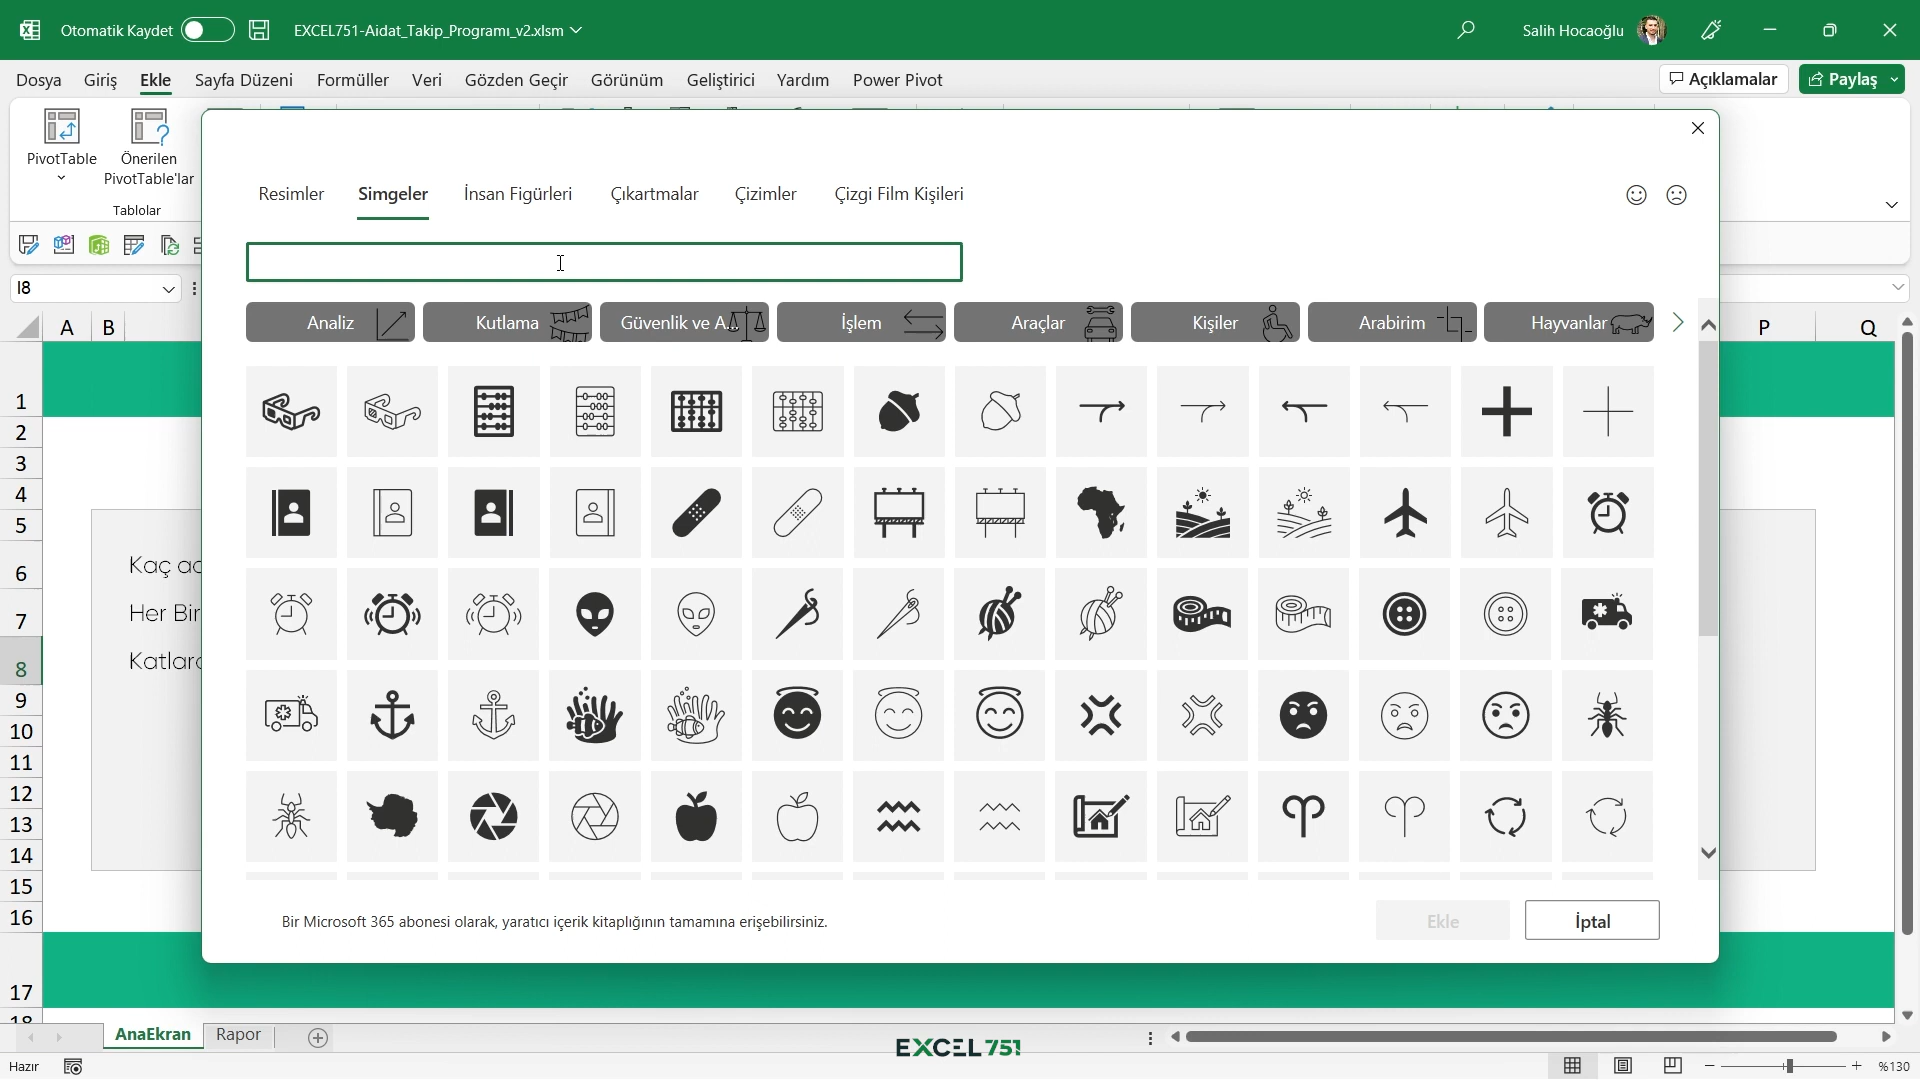 Otomatik Kaydet
EXCEL751-Aidat_Takip_Programı_v2.xlsm
Salih Hocaoğlu
Dosya Giriş Ekle Sayfa Düzeni Formüller Veri Gözden Geçir Görünüm Geliştirici Yardım Power Pivot
Açıklamalar
Paylaş
PivotTable
Önerilen
PivotTable'lar
Tablolar
Resimler Simgeler İnsan Figürleri Çıkartmalar Çizimler Çizgi Film Kişileri
I8
Analiz Kutlama Güvenlik ve A... İşlem Araçlar Kişiler Arabirim Hayvanlar
A B P Q
1
2
3
4
5
6
7
8
9
10
11
12
13
14
15
16
17
18
Kaç
Her Bir
Bir Microsoft 365 abonesi olarak, yaratıcı içerik kitaplığının tamamına erişebilirsiniz.
Ekle
İptal
AnaEkran
Rapor
EXCEL751
Hazır
%130